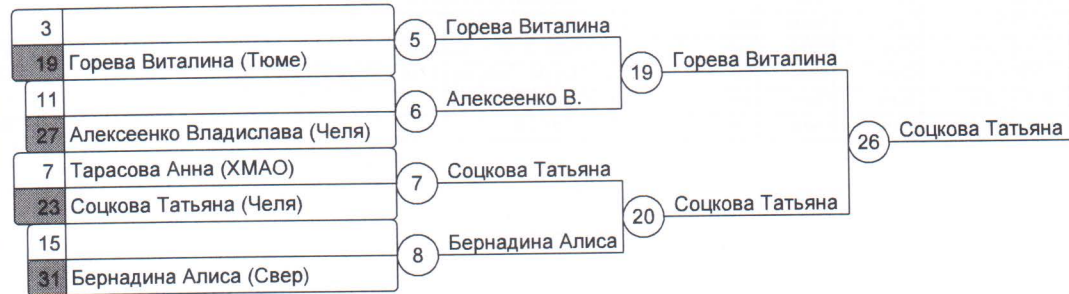 3
19 Горева Виталина (Тюме)
11
27 Алексеенко Владислава (Челя)
7 Тарасова Анна (ХМАО)
23 Соцкова Татьяна (Челя)
15
31 Бернадина Алиса (Свер)
5 Горева Виталина
6 Алексеенко В.
7 Соцкова Татьяна
8 Бернадина Алиса
19 Горева Виталина
20 Соцкова Татьяна
26 Соцкова Татьяна